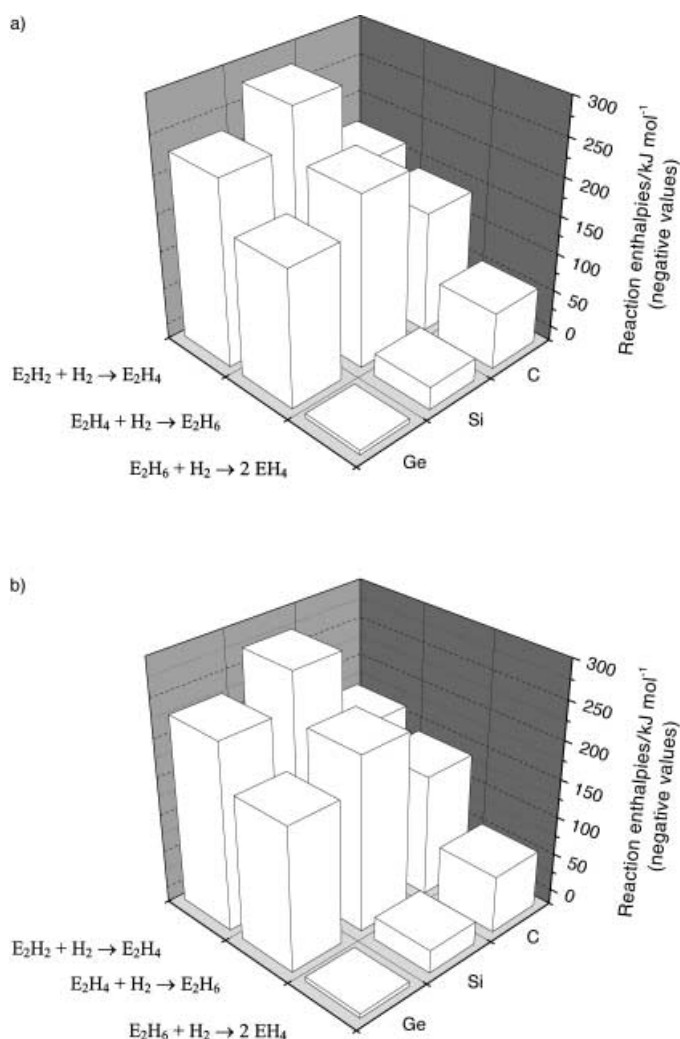 a)
300
250
200
150
100
50
0
Reaction enthalpies/kJ mol⁻¹
(negative values)
E₂H₂ + H₂ → E₂H₄
E₂H₄ + H₂ → E₂H₆
E₂H₆ + H₂ → 2 EH₄
C
Si
Ge
b)
300
250
200
150
100
50
0
Reaction enthalpies/kJ mol⁻¹
(negative values)
E₂H₂ + H₂ → E₂H₄
E₂H₄ + H₂ → E₂H₆
E₂H₆ + H₂ → 2 EH₄
C
Si
Ge